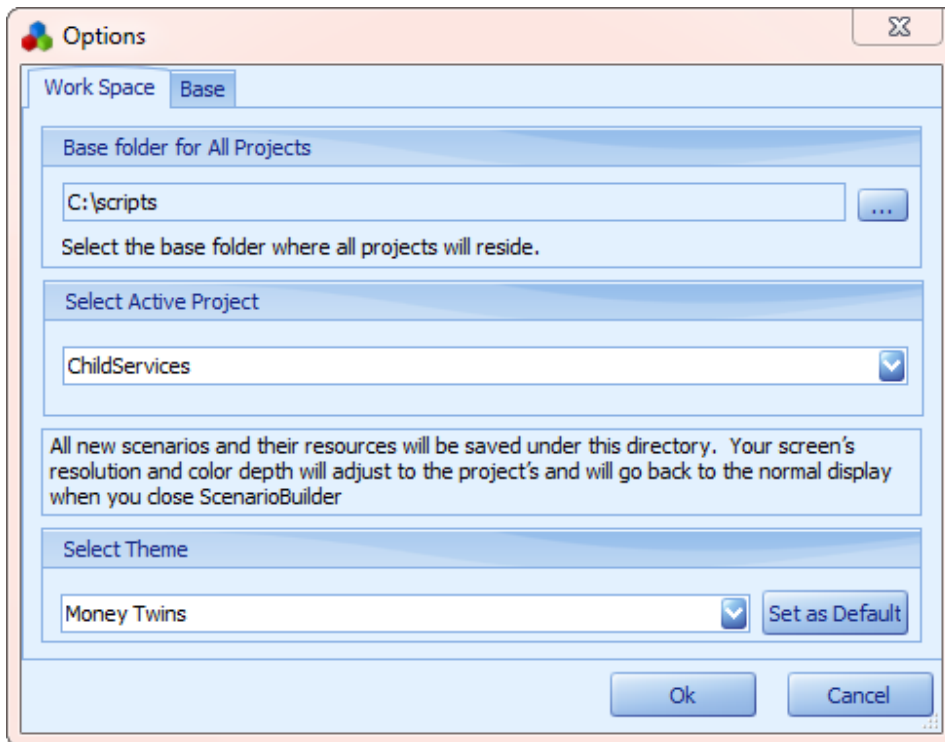 Options
Work Space
Base
Base folder for All Projects
C:\scripts
...
Select the base folder where all projects will reside.
Select Active Project
ChildServices
All new scenarios and their resources will be saved under this directory.  Your screen's
resolution and color depth will adjust to the project's and will go back to the normal display
when you close ScenarioBuilder
Select Theme
Money Twins
Set as Default
Ok
Cancel